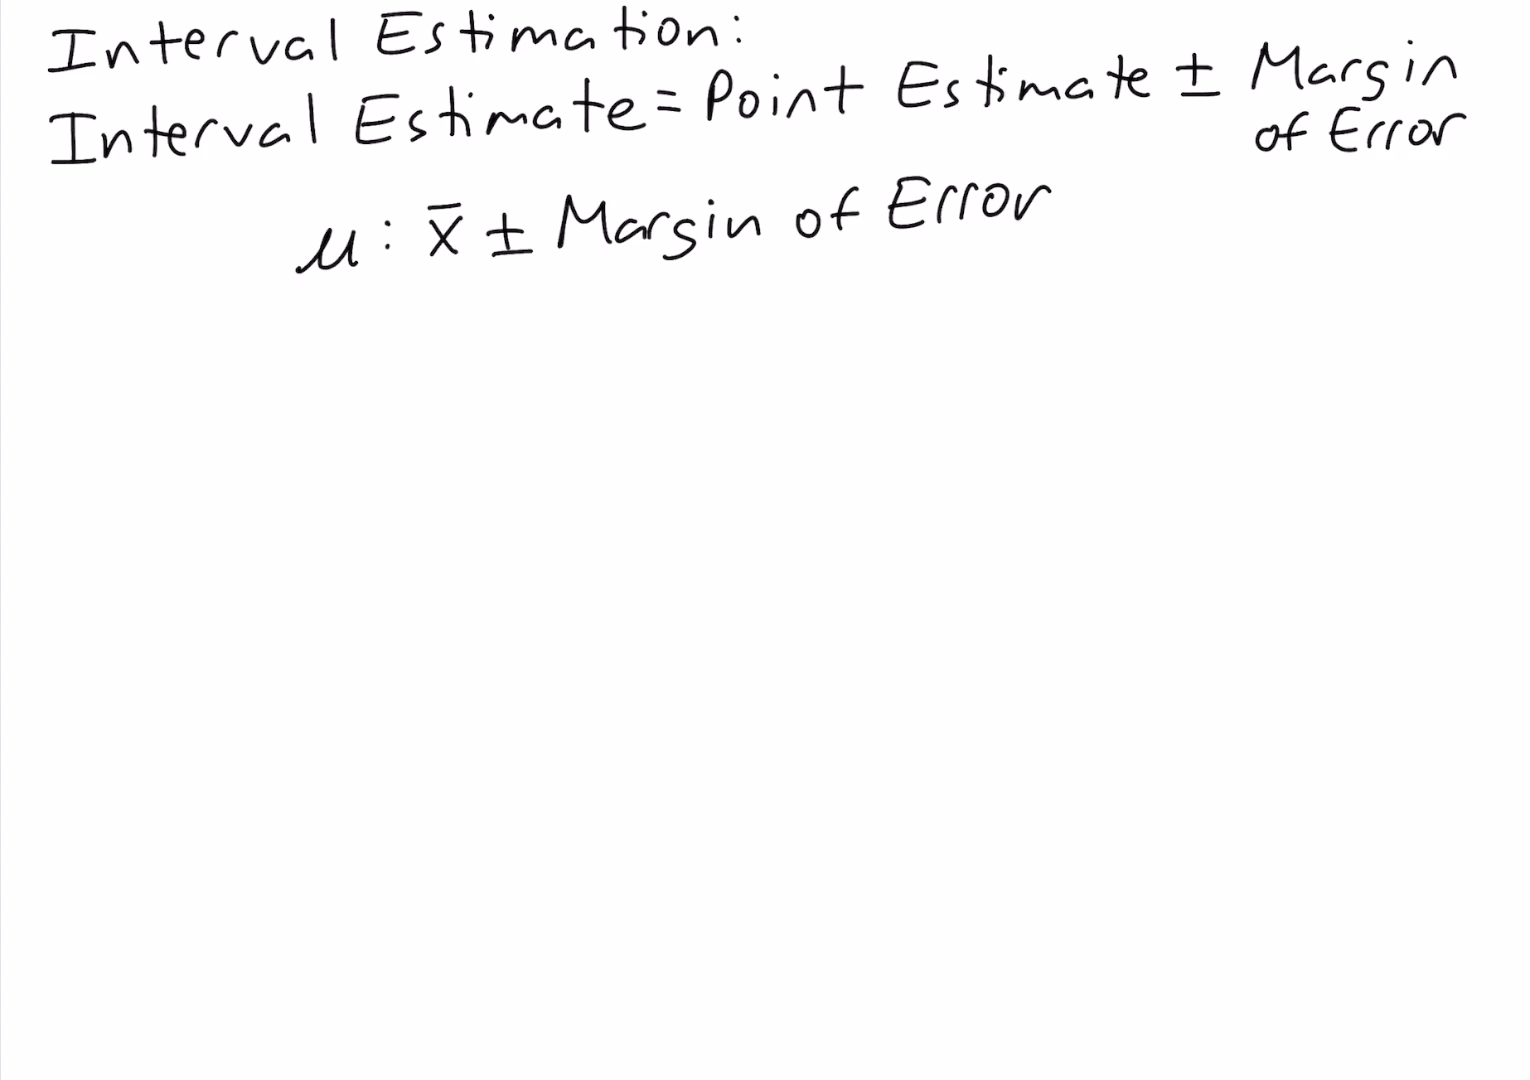 Interval Estimation:
Interval Estimate = Point Estimate ± Margin
of Error
μ: x̄ ± Margin of Error